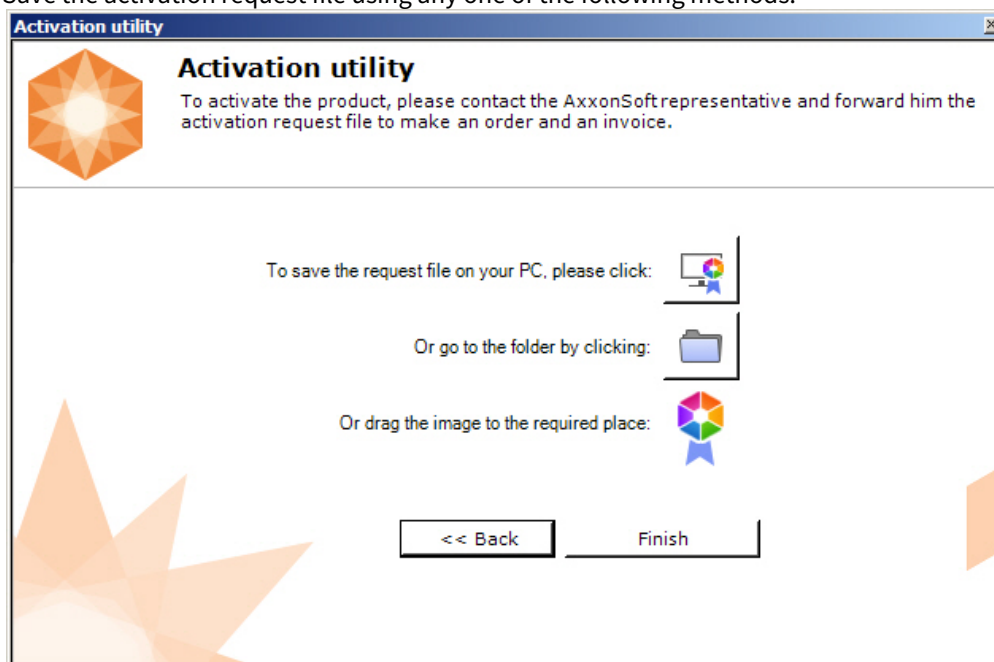 Save the activation request file using any one of the following methods:
Activation utility
Activation utility
To activate the product, please contact the AxxonSoft representative and forward him the
activation request file to make an order and an invoice.
To save the request file on your PC, please click:
Or go to the folder by clicking:
Or drag the image to the required place:
<< Back
Finish